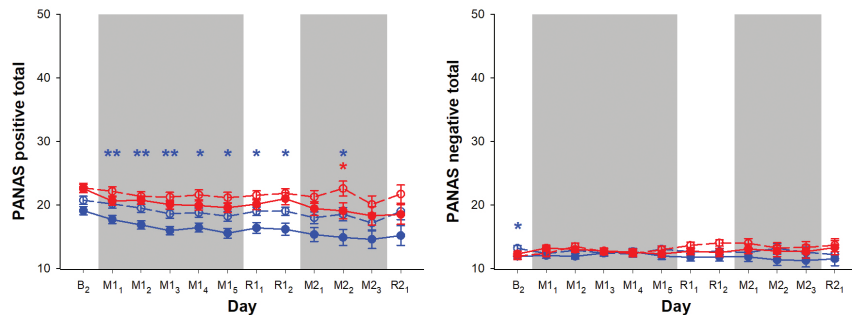 PANAS positive total
50
40
30
20
10
** ** ** * * * * *
*
B2 M11 M12 M13 M14 M15 R11 R12 M21 M22 M23 R21
Day
PANAS negative total
50
40
30
20
10
*
B2 M11 M12 M13 M14 M15 R11 R12 M21 M22 M23 R21
Day